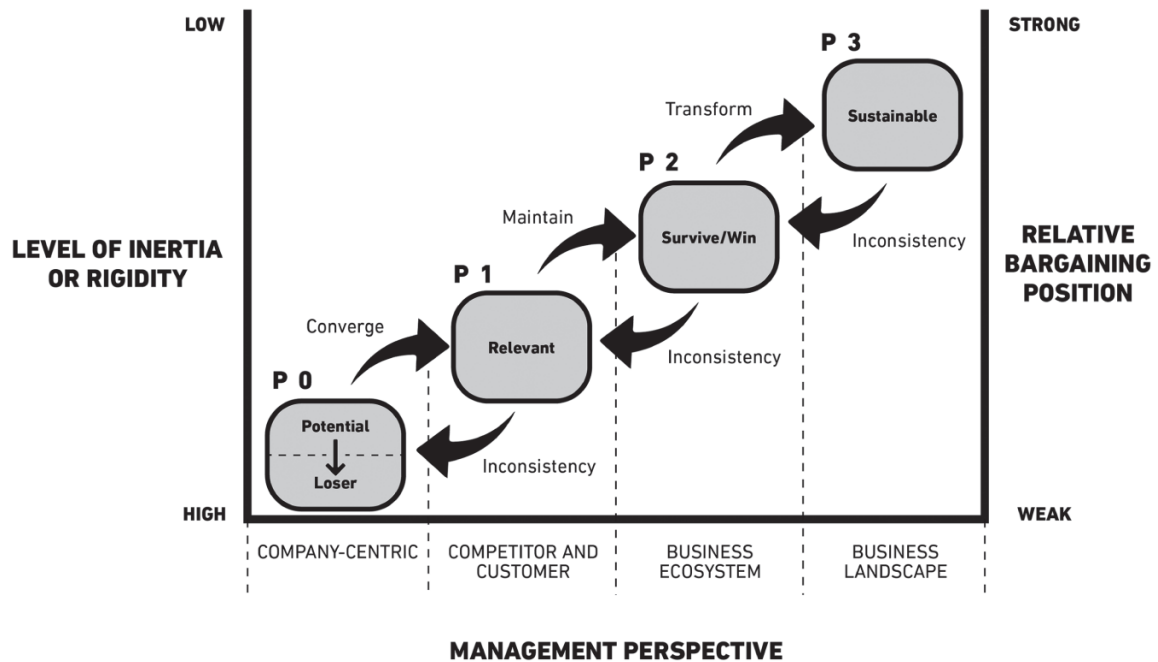 LOW
STRONG
P 3
Sustainable
Transform
P 2
Survive/Win
Inconsistency
Maintain
LEVEL OF INERTIA
OR RIGIDITY
RELATIVE
BARGAINING
POSITION
P 1
Relevant
Inconsistency
Converge
P 0
Potential
Loser
Inconsistency
HIGH
WEAK
COMPANY-CENTRIC
COMPETITOR AND
CUSTOMER
BUSINESS
ECOSYSTEM
BUSINESS
LANDSCAPE
MANAGEMENT PERSPECTIVE